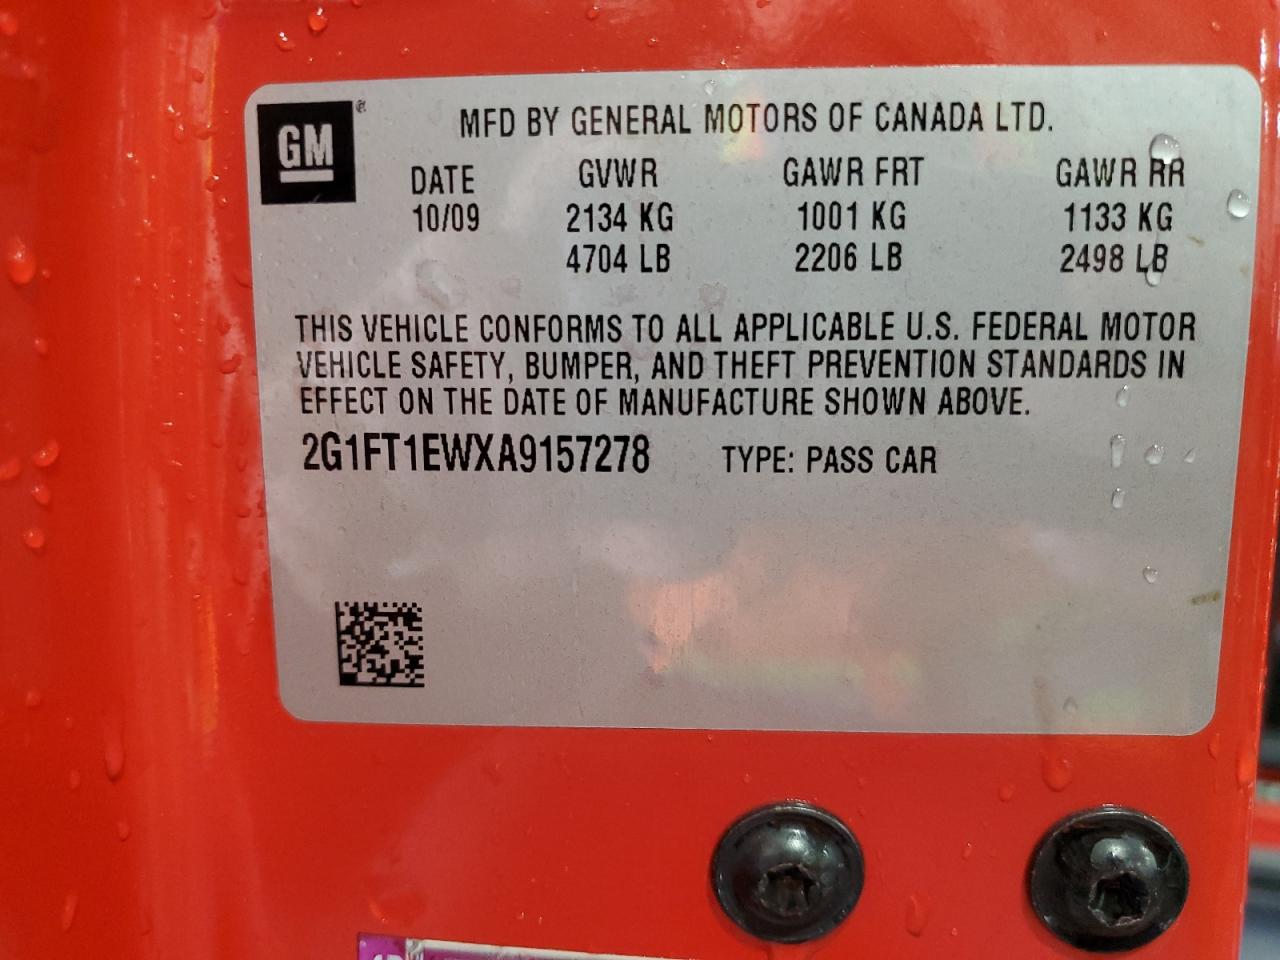 GM ®
MFD BY GENERAL MOTORS OF CANADA LTD.
DATE GVWR GAWR FRT GAWR RR
10/09 2134 KG 1001 KG 1133 KG
4704 LB 2206 LB 2498 LB
THIS VEHICLE CONFORMS TO ALL APPLICABLE U.S. FEDERAL MOTOR
VEHICLE SAFETY, BUMPER, AND THEFT PREVENTION STANDARDS IN
EFFECT ON THE DATE OF MANUFACTURE SHOWN ABOVE.
2G1FT1EWXA9157278 TYPE: PASS CAR